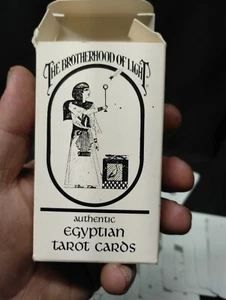 The Brotherhood of Light
authentic
Egyptian
Tarot Cards